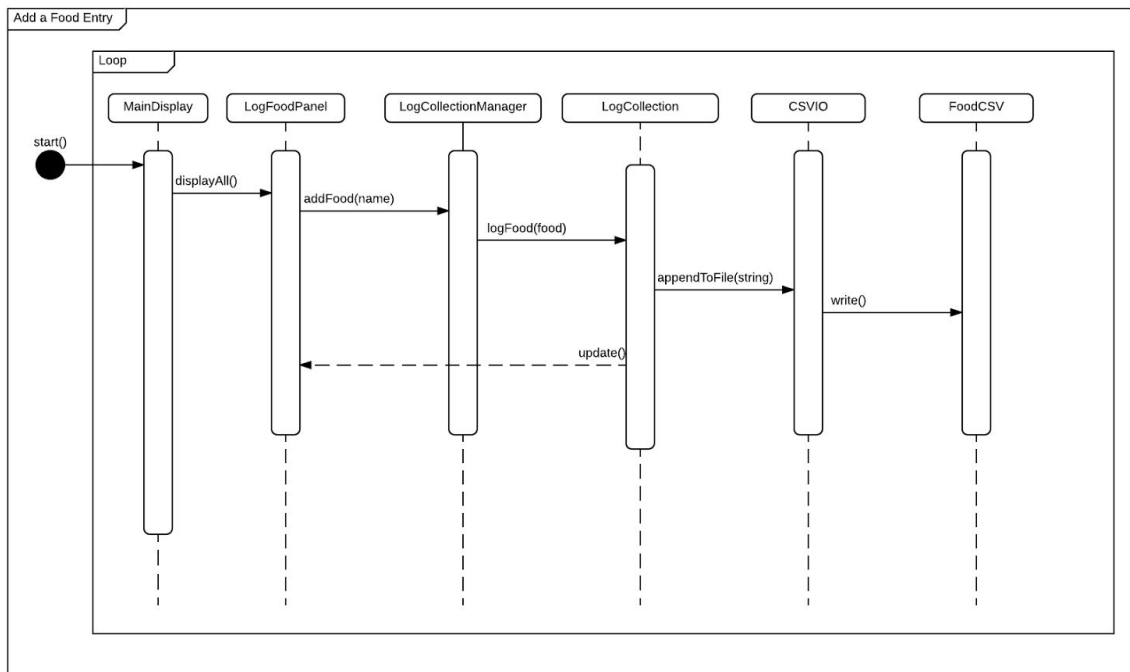 Add a Food Entry
Loop
MainDisplay
LogFoodPanel
LogCollectionManager
LogCollection
CSVIO
FoodCSV
start()
displayAll()
addFood(name)
logFood(food)
appendToFile(string)
write()
update()